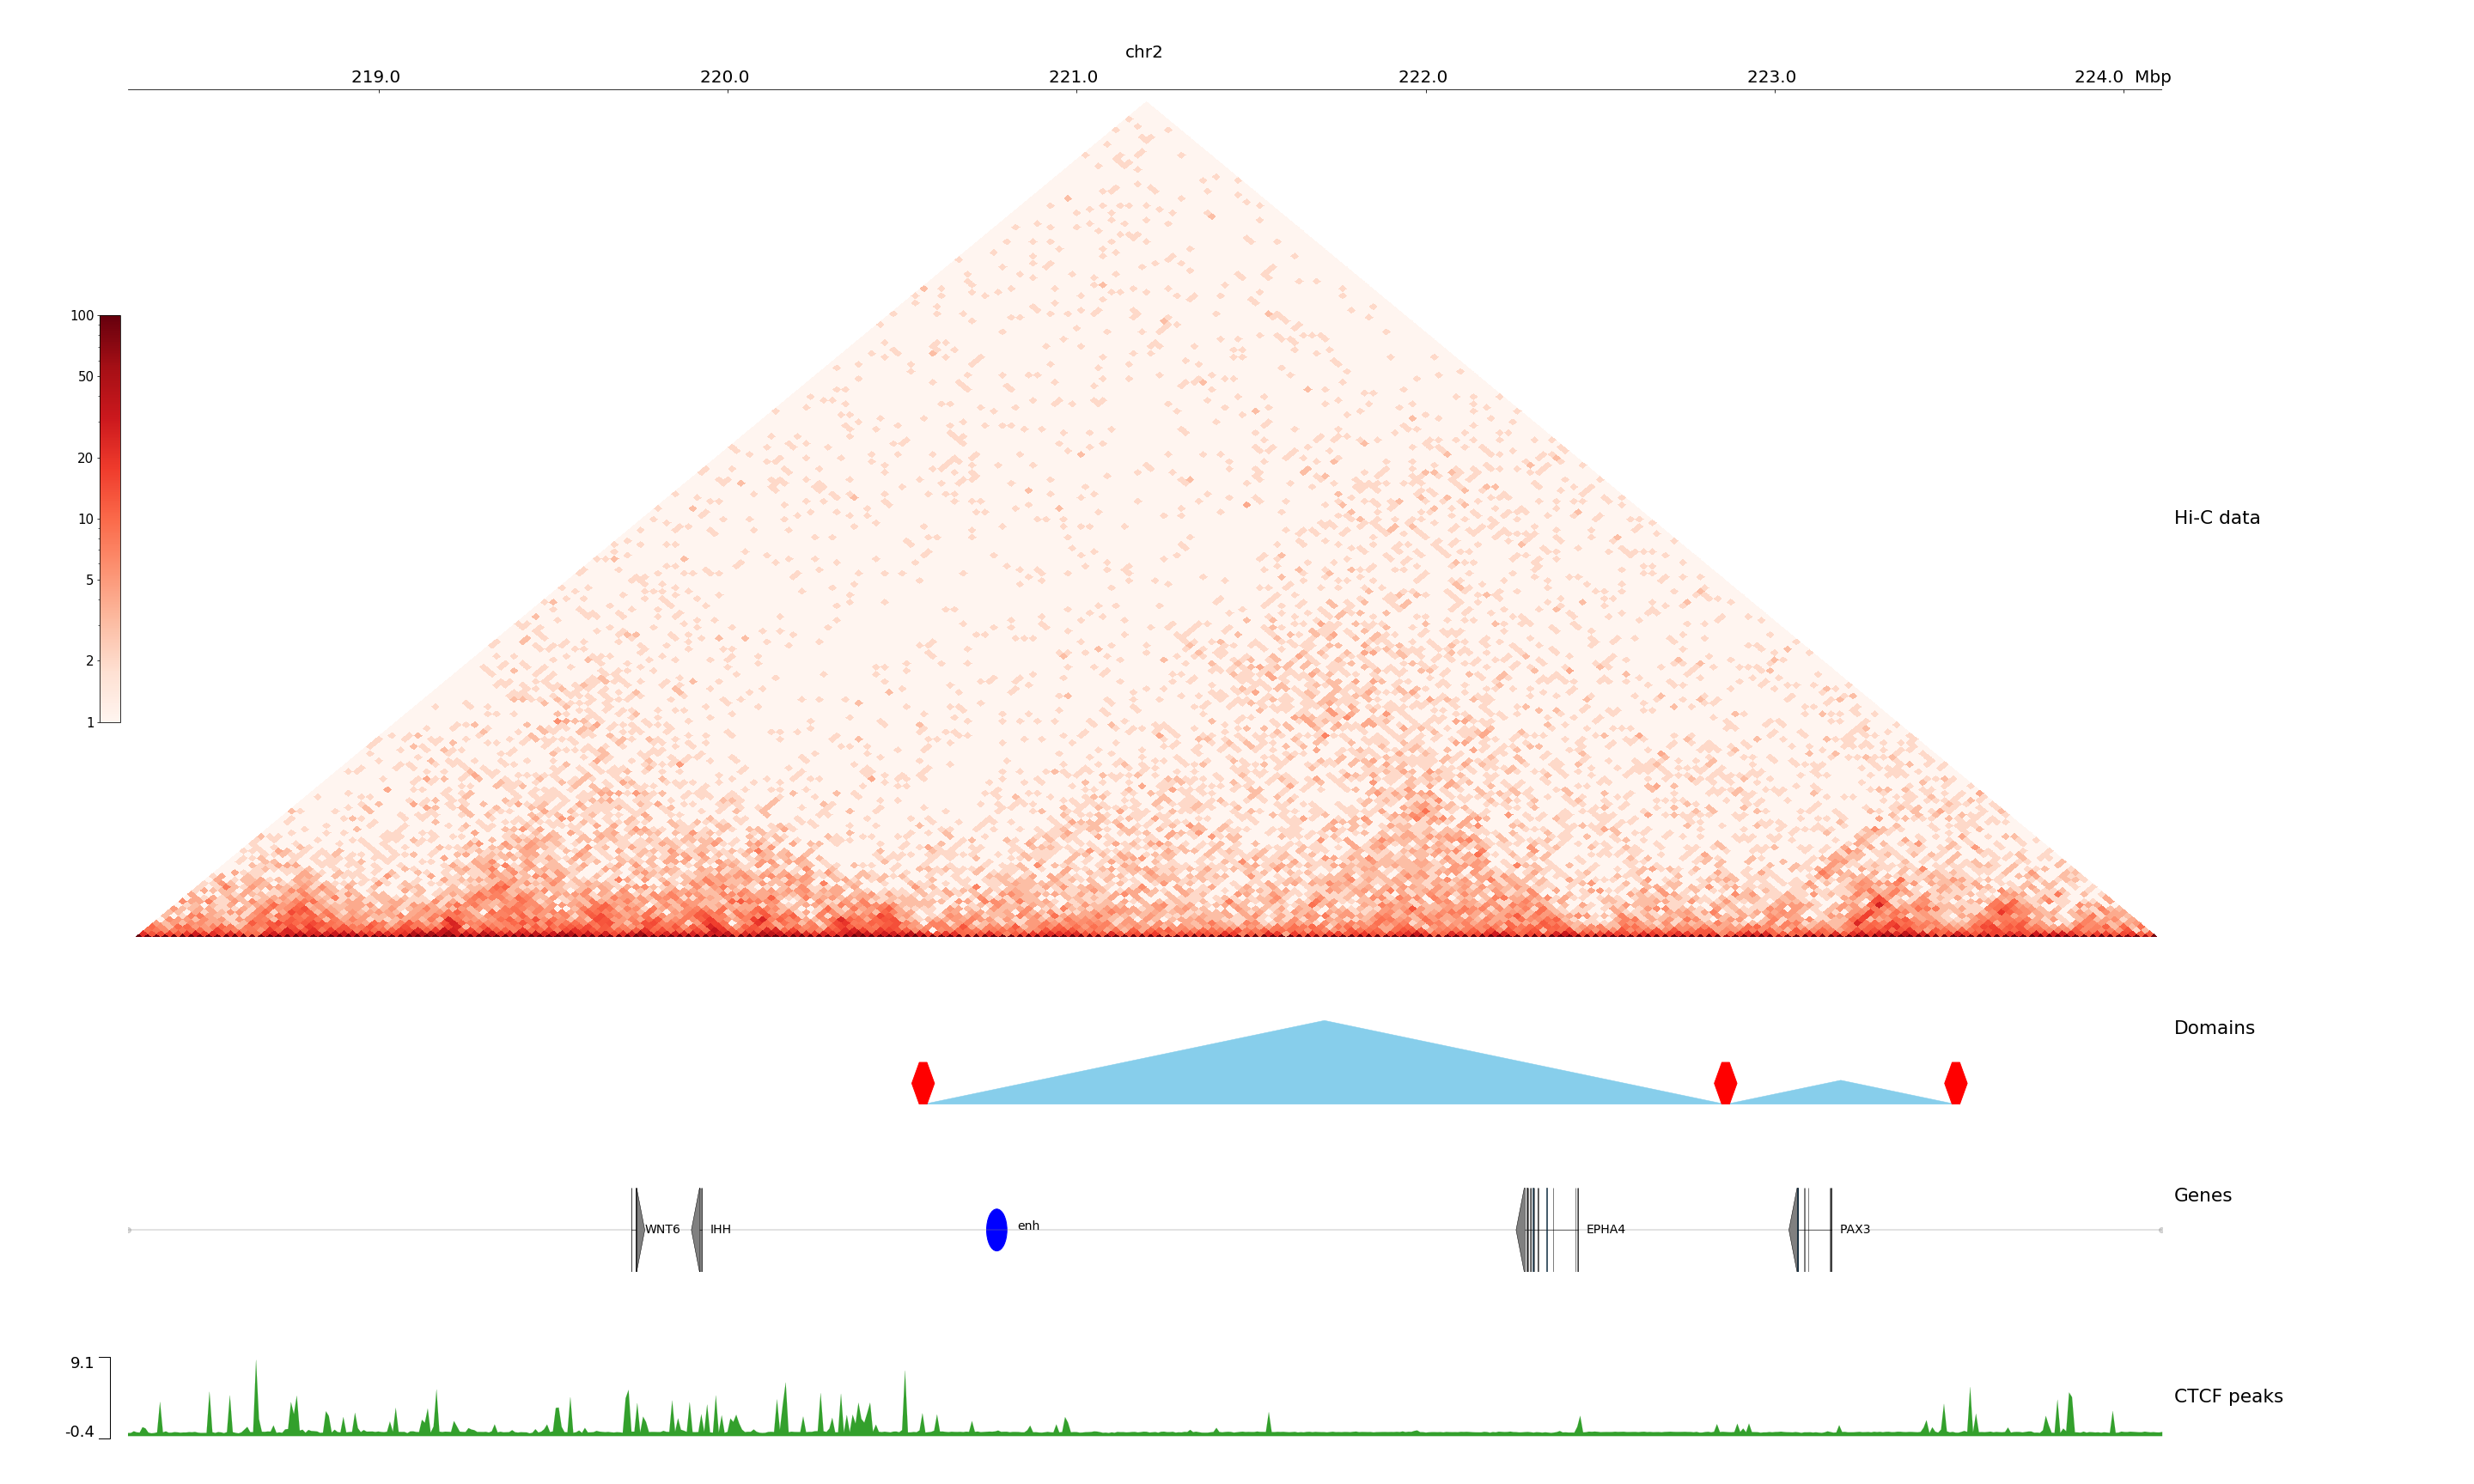 chr2
219.0 220.0 221.0 222.0 223.0 224.0 Mbp
100
50
20
10
5
2
1
Hi-C data
Domains
Genes
WNT6 IHH enh EPHA4 PAX3
9.1
-0.4
CTCF peaks